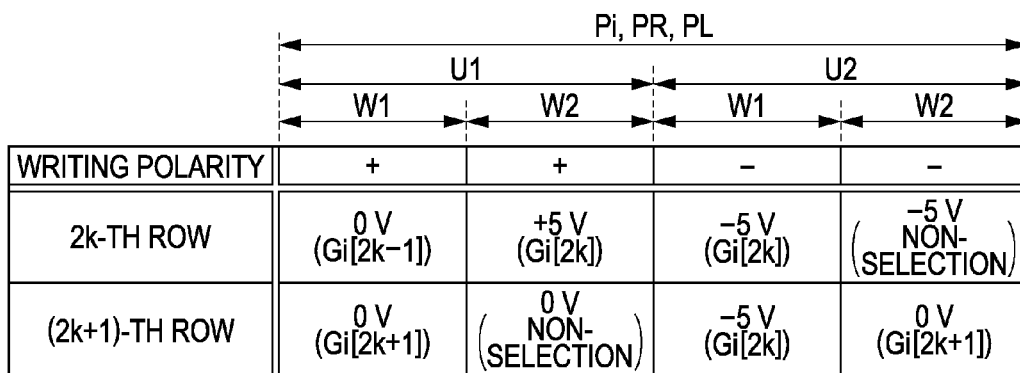 Pi, PR, PL
U1 U2
W1 W2 W1 W2
WRITING POLARITY + + − −
2k-TH ROW
0 V
(Gi[2k−1])
+5 V
(Gi[2k])
−5 V
(Gi[2k])
−5 V
(NON-
SELECTION)
(2k+1)-TH ROW
0 V
(Gi[2k+1])
0 V
(NON-
SELECTION)
−5 V
(Gi[2k])
0 V
(Gi[2k+1])